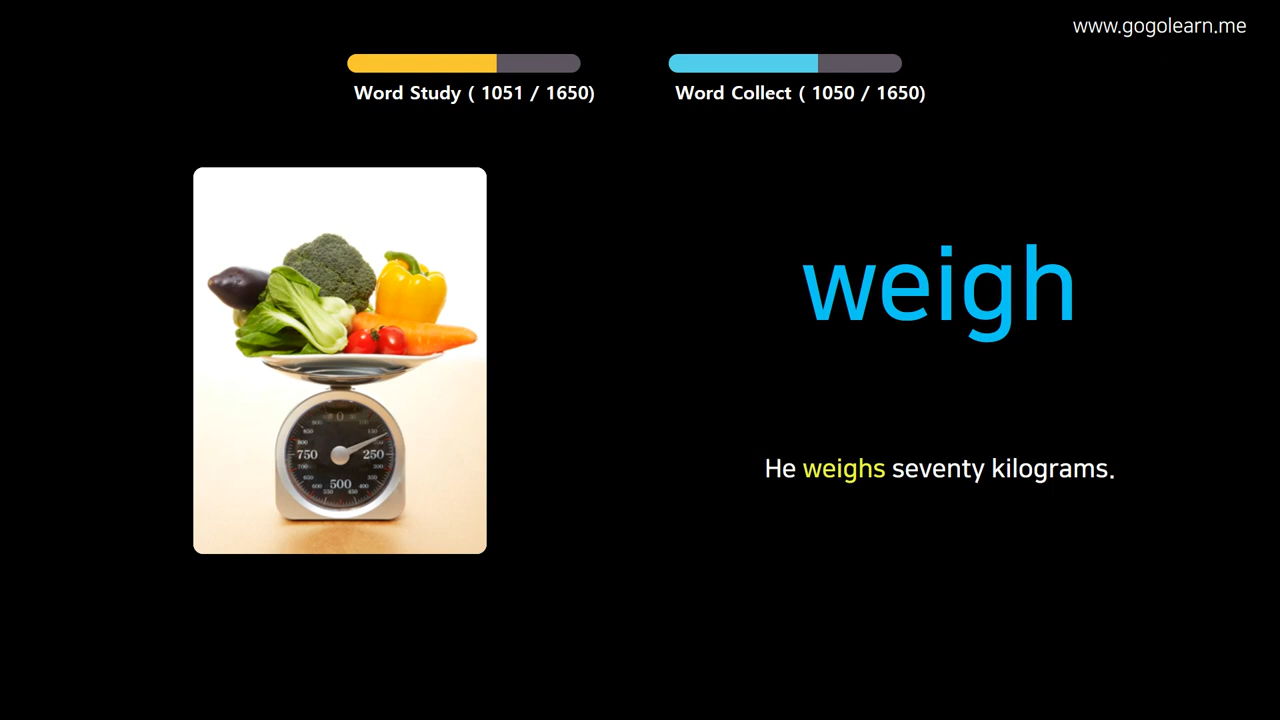 www.gogolearn.me
Word Study ( 1051 / 1650)
Word Collect ( 1050 / 1650)
weigh
He weighs seventy kilograms.
0
750
250
500